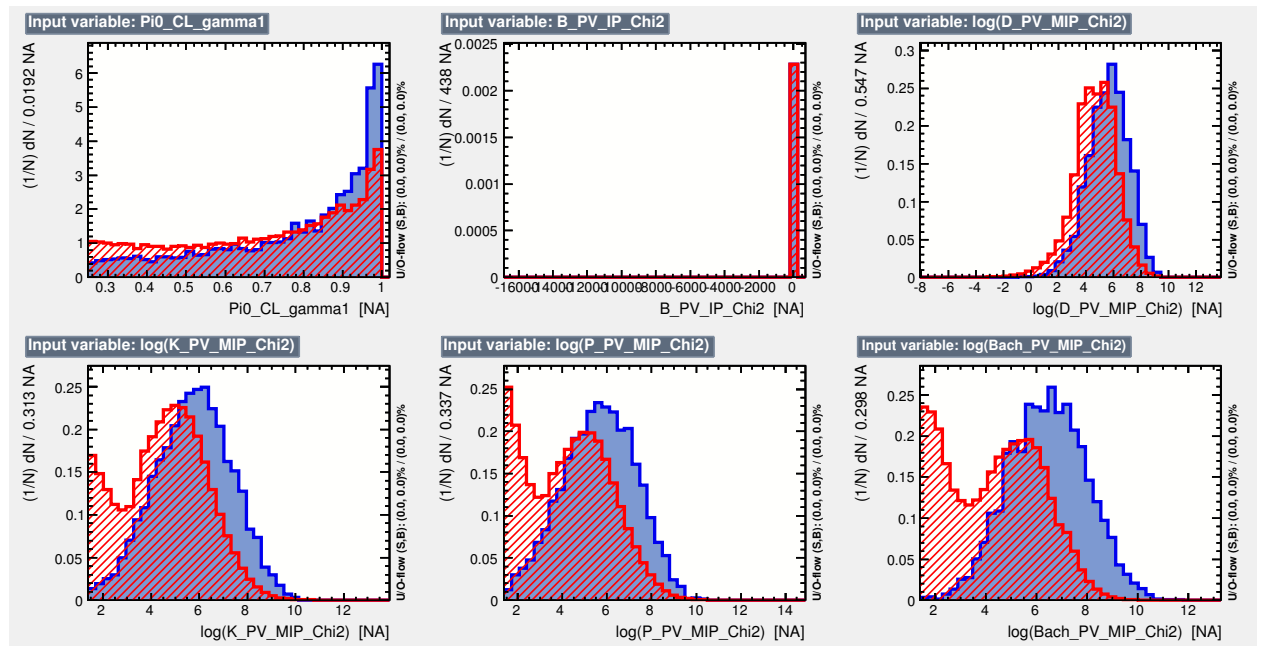 Input variable: Pi0_CL_gamma1
(1/N) dN / 0.0192 NA
6
5
4
3
2
1
0
0.3 0.4 0.5 0.6 0.7 0.8 0.9 1
Pi0_CL_gamma1 [NA]
U/O-flow (S,B): (0.0, 0.0)% / (0.0, 0.0)%
Input variable: B_PV_IP_Chi2
(1/N) dN / 438 NA
0.0025
0.002
0.0015
0.001
0.0005
0
-16000 -14000 -12000 -10000 -8000 -6000 -4000 -2000 0
B_PV_IP_Chi2 [NA]
U/O-flow (S,B): (0.0, 0.0)% / (0.0, 0.0)%
Input variable: log(D_PV_MIP_Chi2)
(1/N) dN / 0.547 NA
0.3
0.25
0.2
0.15
0.1
0.05
0
-8 -6 -4 -2 0 2 4 6 8 10 12
log(D_PV_MIP_Chi2) [NA]
U/O-flow (S,B): (0.0, 0.0)% / (0.0, 0.0)%
Input variable: log(K_PV_MIP_Chi2)
(1/N) dN / 0.313 NA
0.25
0.2
0.15
0.1
0.05
0
2 4 6 8 10 12
log(K_PV_MIP_Chi2) [NA]
U/O-flow (S,B): (0.0, 0.0)% / (0.0, 0.0)%
Input variable: log(P_PV_MIP_Chi2)
(1/N) dN / 0.337 NA
0.25
0.2
0.15
0.1
0.05
0
2 4 6 8 10 12 14
log(P_PV_MIP_Chi2) [NA]
U/O-flow (S,B): (0.0, 0.0)% / (0.0, 0.0)%
Input variable: log(Bach_PV_MIP_Chi2)
(1/N) dN / 0.298 NA
0.25
0.2
0.15
0.1
0.05
0
2 4 6 8 10 12
log(Bach_PV_MIP_Chi2) [NA]
U/O-flow (S,B): (0.0, 0.0)% / (0.0, 0.0)%